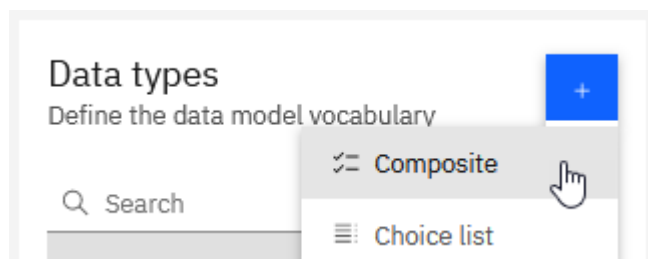 Data types
Define the data model vocabulary
+
Composite
Search
Choice list